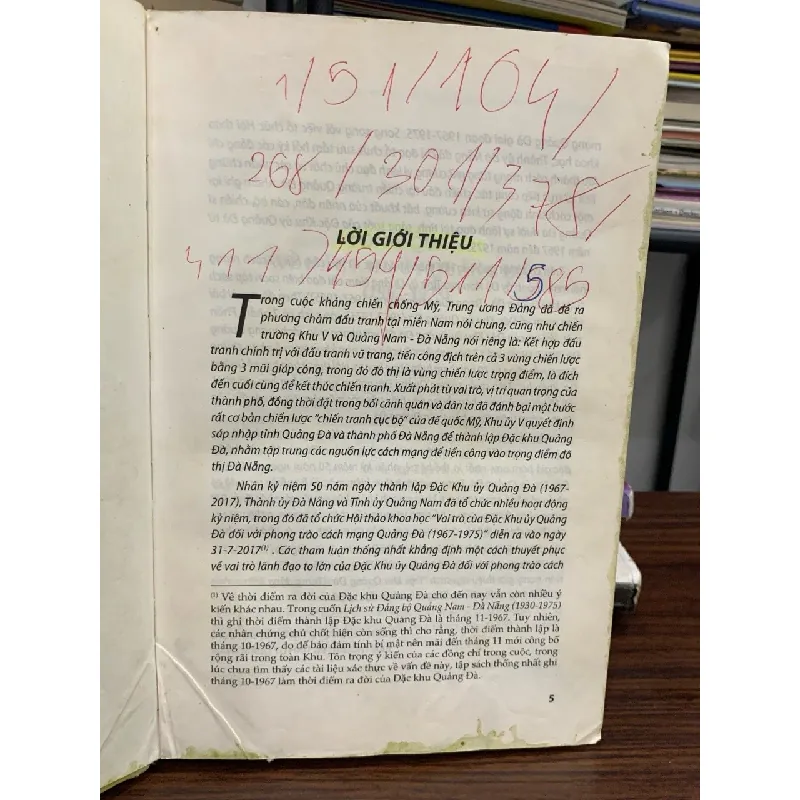 1/51/104/
268/201/378/
LỜI GIỚI THIỆU
411/454/511/585
Trong cuộc kháng chiến chống Mỹ, Trung ương Đảng đã đề ra
phương châm đấu tranh tại miền Nam nói chung, cũng như chiến
trường Khu V và Quảng Nam - Đà Nẵng nói riêng là: Kết hợp đấu
tranh chính trị với đấu tranh vũ trang, tiến công địch trên cả 3 vùng chiến lược
bằng 3 mũi giáp công, trong đó đô thị là vùng chiến lược trọng điểm, là đích
đến cuối cùng để kết thúc chiến tranh. Xuất phát từ vai trò, vị trí quan trọng của
thành phố, đồng thời đặt trong bối cảnh quân và dân ta đã đánh bại một bước
rất cơ bản chiến lược "chiến tranh cục bộ" của đế quốc Mỹ, Khu ủy V quyết định
sáp nhập tỉnh Quảng Đà và thành phố Đà Nẵng để thành lập Đặc khu Quảng
Đà, nhằm tập trung các nguồn lực cách mạng để tiến công vào trọng điểm đô
thị Đà Nẵng.
Nhân kỷ niệm 50 năm ngày thành lập Đặc Khu ủy Quảng Đà (1967-
2017), Thành ủy Đà Nẵng và Tỉnh ủy Quảng Nam đã tổ chức nhiều hoạt động
kỷ niệm, trong đó đã tổ chức Hội thảo khoa học "Vai trò của Đặc Khu ủy Quảng
Đà đối với phong trào cách mạng Quảng Đà (1967-1975)" diễn ra vào ngày
31-7-2017(1) . Các tham luận thống nhất khẳng định một cách thuyết phục
về vai trò lãnh đạo to lớn của Đặc Khu ủy Quảng Đà đối với phong trào cách
(1) Về thời điểm ra đời của Đặc khu Quảng Đà cho đến nay vẫn còn nhiều ý
kiến khác nhau. Trong cuốn Lịch sử Đảng bộ Quảng Nam - Đà Nẵng (1930-1975)
thì ghi thời điểm thành lập Đặc Khu Quảng Đà là tháng 11-1967. Tuy nhiên,
các nhân chứng chủ chốt hiện còn sống thì cho rằng, thời điểm thành lập là
tháng 10-1967, do để bảo đảm tính bí mật nên mãi đến tháng 11 mới công bố
rộng rãi trong toàn Khu. Tôn trọng ý kiến của các đồng chí trong cuộc, trong
lúc chưa tìm thấy các tài liệu xác thực về vấn đề này, tập sách thống nhất ghi
tháng 10-1967 làm thời điểm ra đời của Đặc khu Quảng Đà.
5